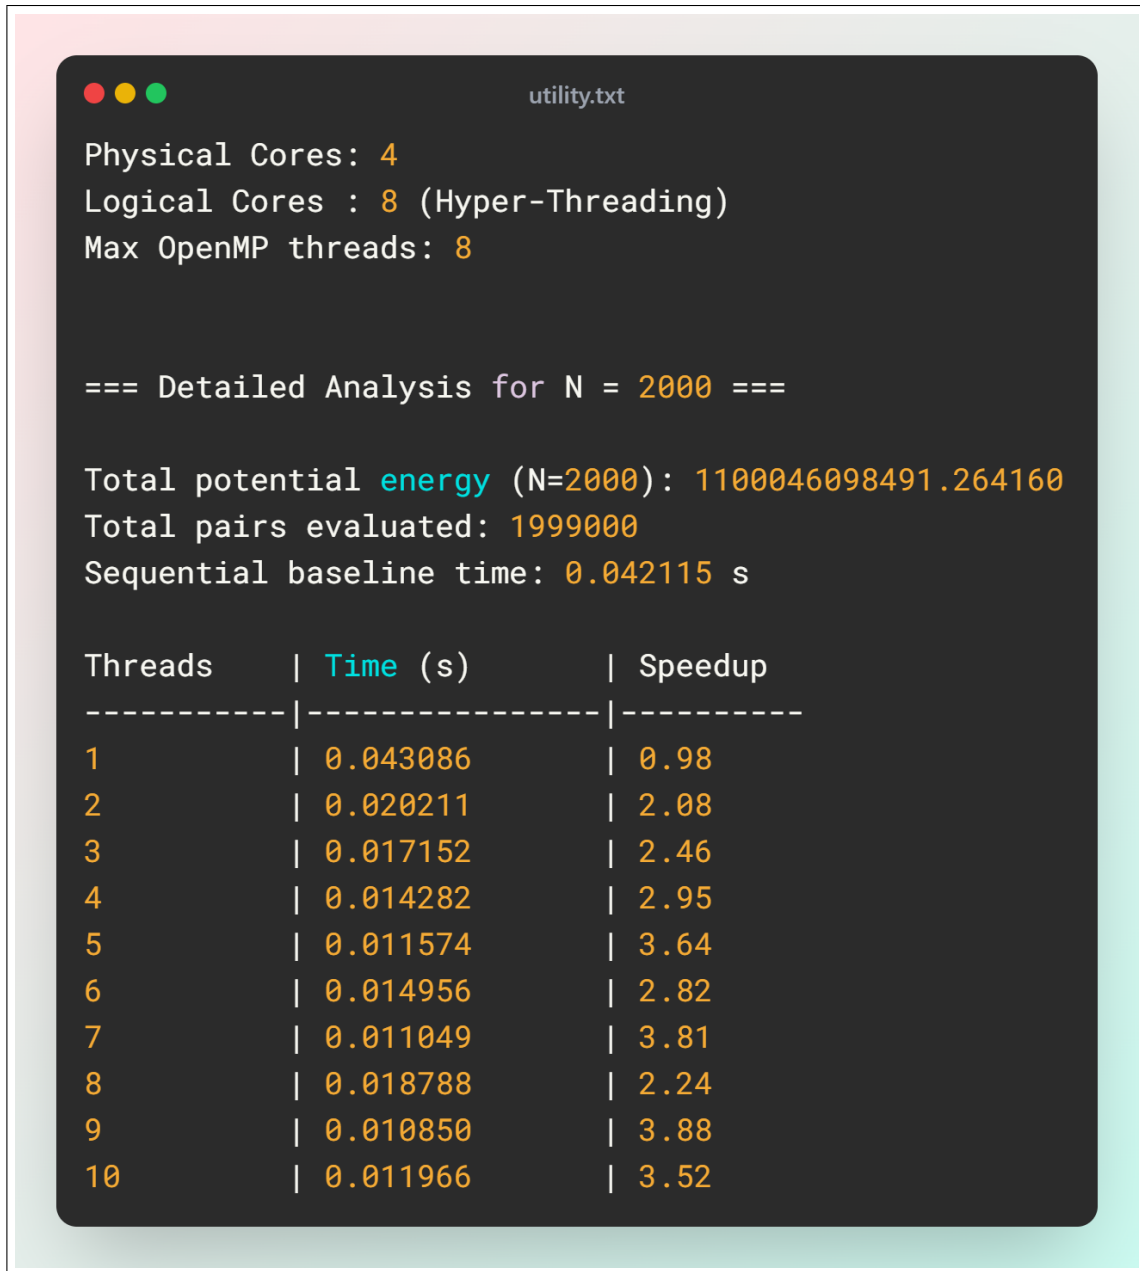 utility.txt
Physical Cores: 4
Logical Cores : 8 (Hyper-Threading)
Max OpenMP threads: 8
=== Detailed Analysis for N = 2000 ===
Total potential energy (N=2000): 1100046098491.264160
Total pairs evaluated: 1999000
Sequential baseline time: 0.042115 s
Threads    | Time (s)       | Speedup
-----------|----------------|----------
1          | 0.043086       | 0.98
2          | 0.020211       | 2.08
3          | 0.017152       | 2.46
4          | 0.014282       | 2.95
5          | 0.011574       | 3.64
6          | 0.014956       | 2.82
7          | 0.011049       | 3.81
8          | 0.018788       | 2.24
9          | 0.010850       | 3.88
10         | 0.011966       | 3.52